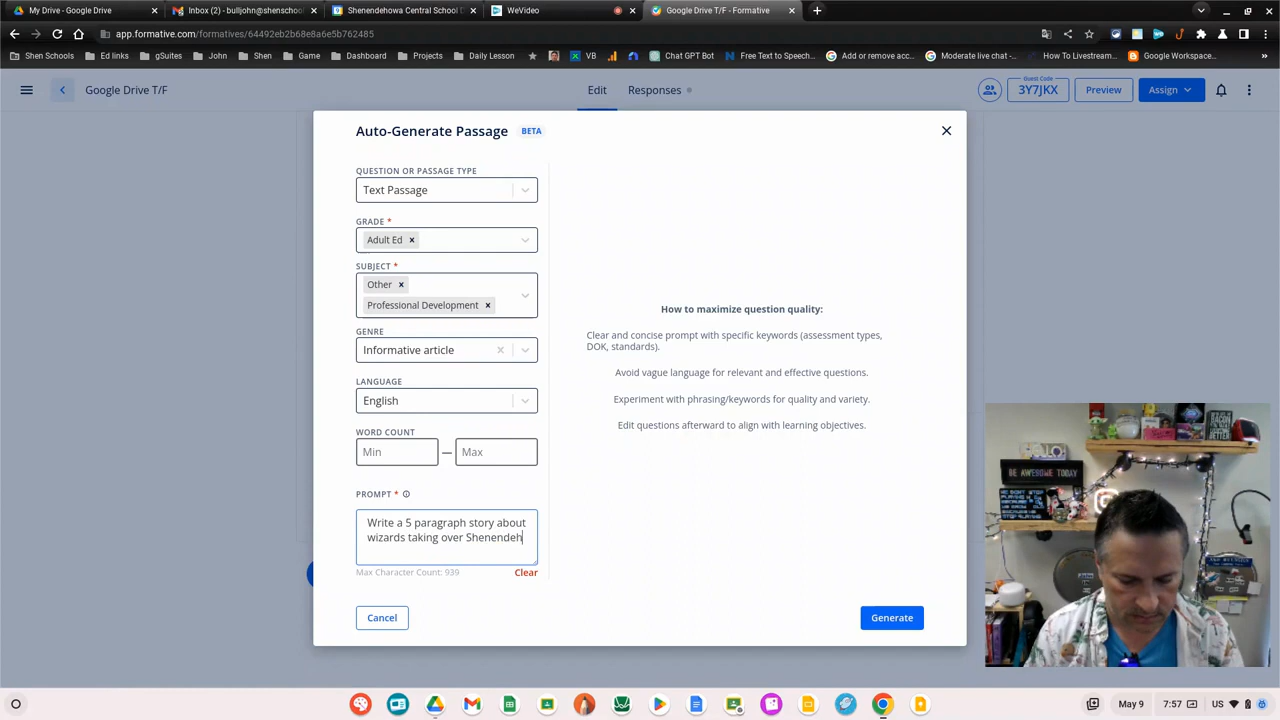 My Drive - Google Drive
Inbox (2) - bulljohn@shenschool
Shenendehowa Central School D
WeVideo
Google Drive T/F - Formative
app.formative.com/formatives/64492eb2b68e8a6e5b762485
Shen Schools
Ed links
gSuites
John
Shen
Game
Dashboard
Projects
Daily Lesson
VB
Chat GPT Bot
Free Text to Speech...
Add or remove acc...
Moderate live chat -...
How To Livestream...
Google Workspace...
Google Drive T/F
Edit
Responses
Guest Code
3Y7JKX
Preview
Assign
Auto-Generate Passage BETA
QUESTION OR PASSAGE TYPE
Text Passage
GRADE *
Adult Ed
SUBJECT *
Other
Professional Development
GENRE
Informative article
LANGUAGE
English
WORD COUNT
Min — Max
PROMPT *
Write a 5 paragraph story about
wizards taking over Shenendeh
Max Character Count: 939
Clear
Cancel
Generate
How to maximize question quality:
Clear and concise prompt with specific keywords (assessment types,
DOK, standards).
Avoid vague language for relevant and effective questions.
Experiment with phrasing/keywords for quality and variety.
Edit questions afterward to align with learning objectives.
BE AWESOME TODAY
May 9
7:57
US